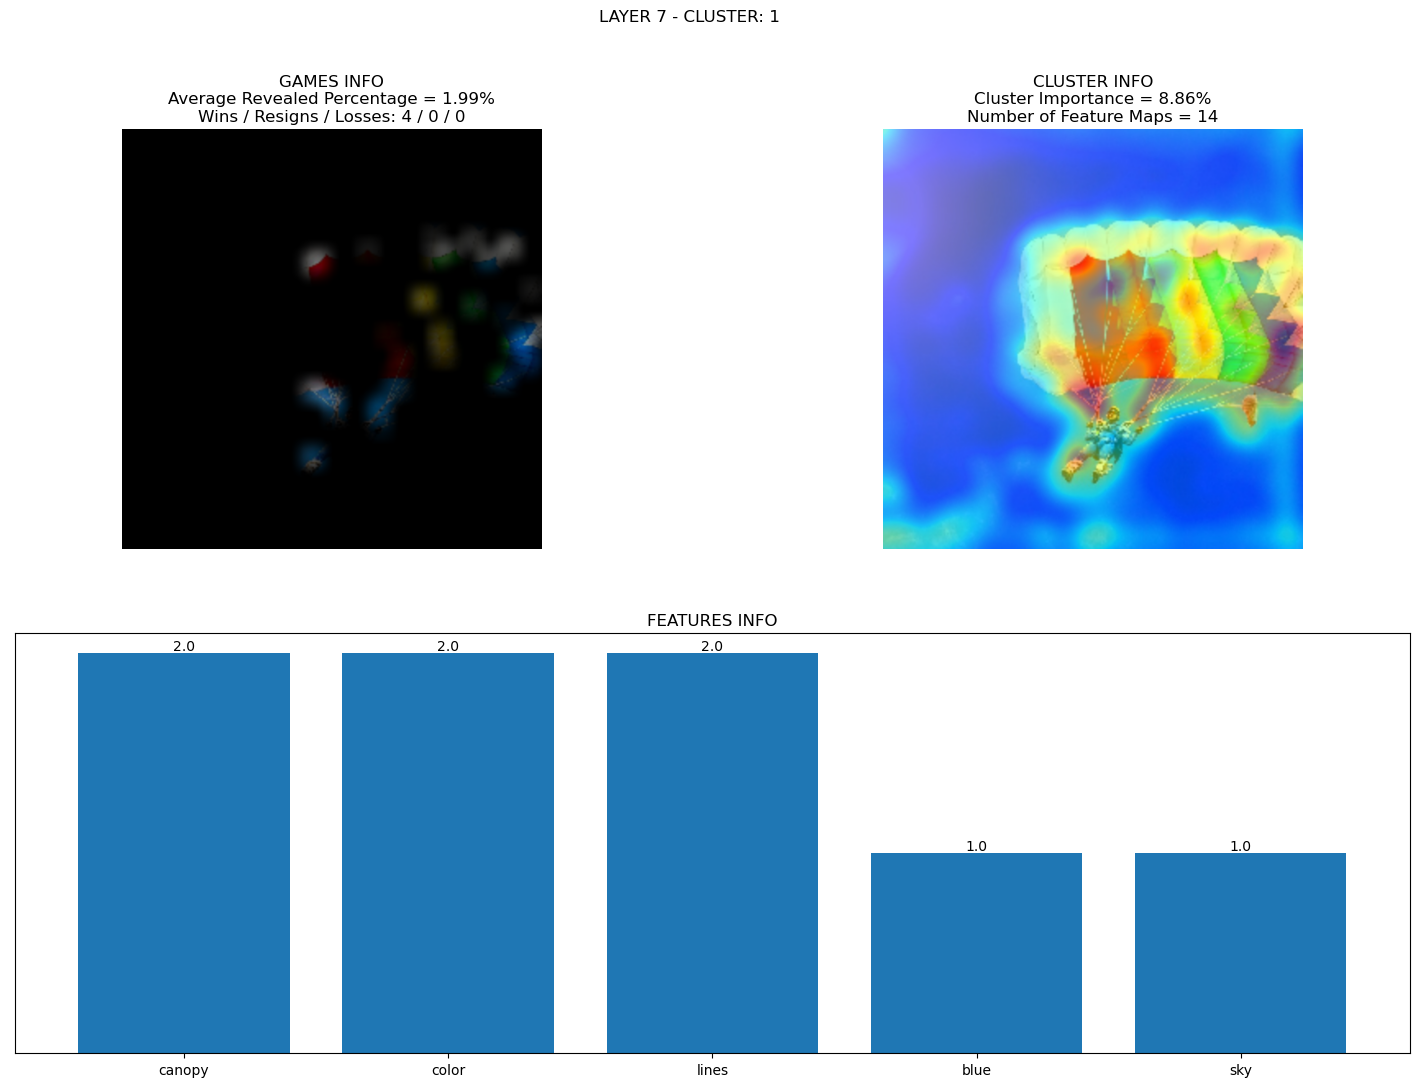 LAYER 7 - CLUSTER: 1
GAMES INFO
Average Revealed Percentage = 1.99%
Wins / Resigns / Losses: 4 / 0 / 0
CLUSTER INFO
Cluster Importance = 8.86%
Number of Feature Maps = 14
FEATURES INFO
2.0 2.0 2.0 1.0 1.0
canopy color lines blue sky